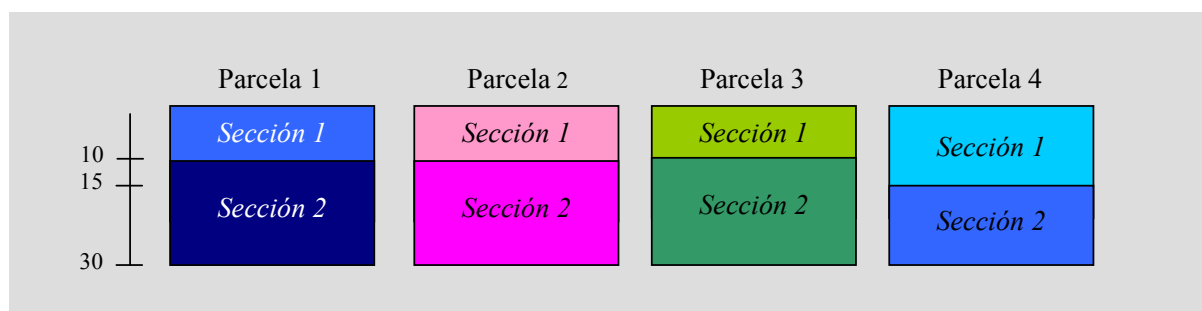 Parcela 1 Parcela 2 Parcela 3 Parcela 4
Sección 1 Sección 1 Sección 1 Sección 1
10
15
Sección 2 Sección 2 Sección 2 Sección 2
30